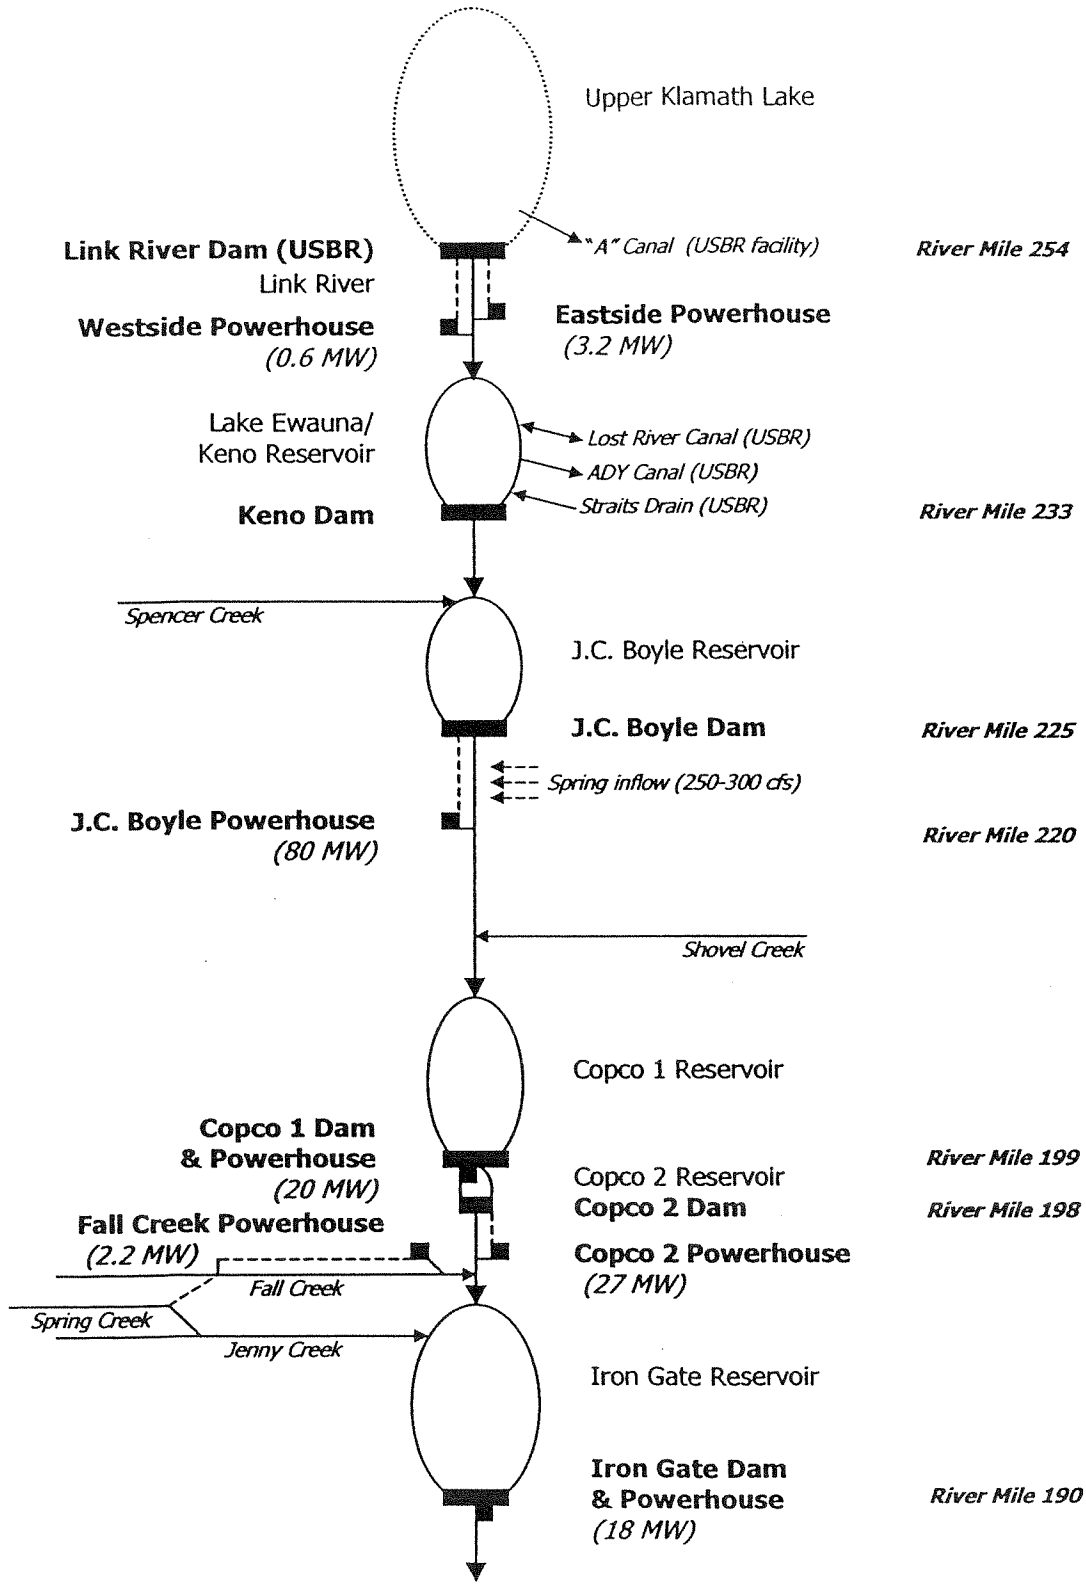 Upper Klamath Lake
"A" Canal (USBR facility)
Link River Dam (USBR)
River Mile 254
Link River
Westside Powerhouse
(0.6 MW)
Eastside Powerhouse
(3.2 MW)
Lake Ewauna/
Keno Reservoir
Lost River Canal (USBR)
ADY Canal (USBR)
Straits Drain (USBR)
Keno Dam
River Mile 233
Spencer Creek
J.C. Boyle Reservoir
J.C. Boyle Dam
River Mile 225
Spring inflow (250-300 cfs)
J.C. Boyle Powerhouse
(80 MW)
River Mile 220
Shovel Creek
Copco 1 Reservoir
Copco 1 Dam
& Powerhouse
(20 MW)
River Mile 199
Copco 2 Reservoir
Copco 2 Dam
River Mile 198
Fall Creek Powerhouse
(2.2 MW)
Copco 2 Powerhouse
(27 MW)
Fall Creek
Spring Creek
Jenny Creek
Iron Gate Reservoir
Iron Gate Dam
& Powerhouse
(18 MW)
River Mile 190